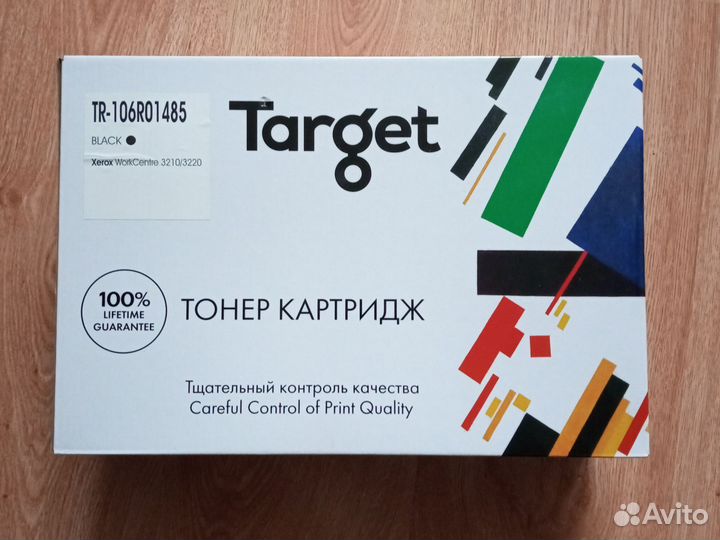 TR-106R01485
BLACK
Xerox WorkCentre 3210/3220
Target
100%
LIFETIME
GUARANTEE
ТОНЕР КАРТРИДЖ
Тщательный контроль качества
Careful Control of Print Quality
Avito